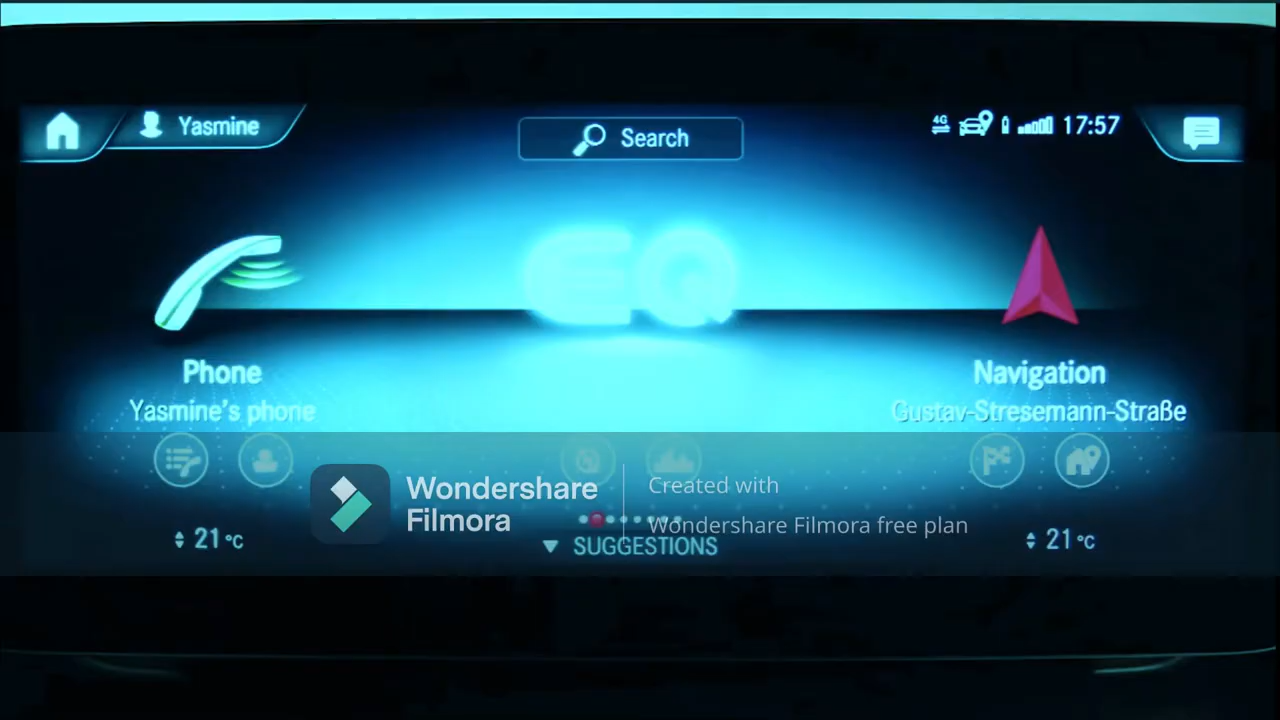 Yasmine
Search
4G
17:57
EQ
Phone
Yasmine's phone
Navigation
Gustav-Stresemann-Straße
Wondershare
Filmora
Created with
Wondershare Filmora free plan
21°C
SUGGESTIONS
21°C